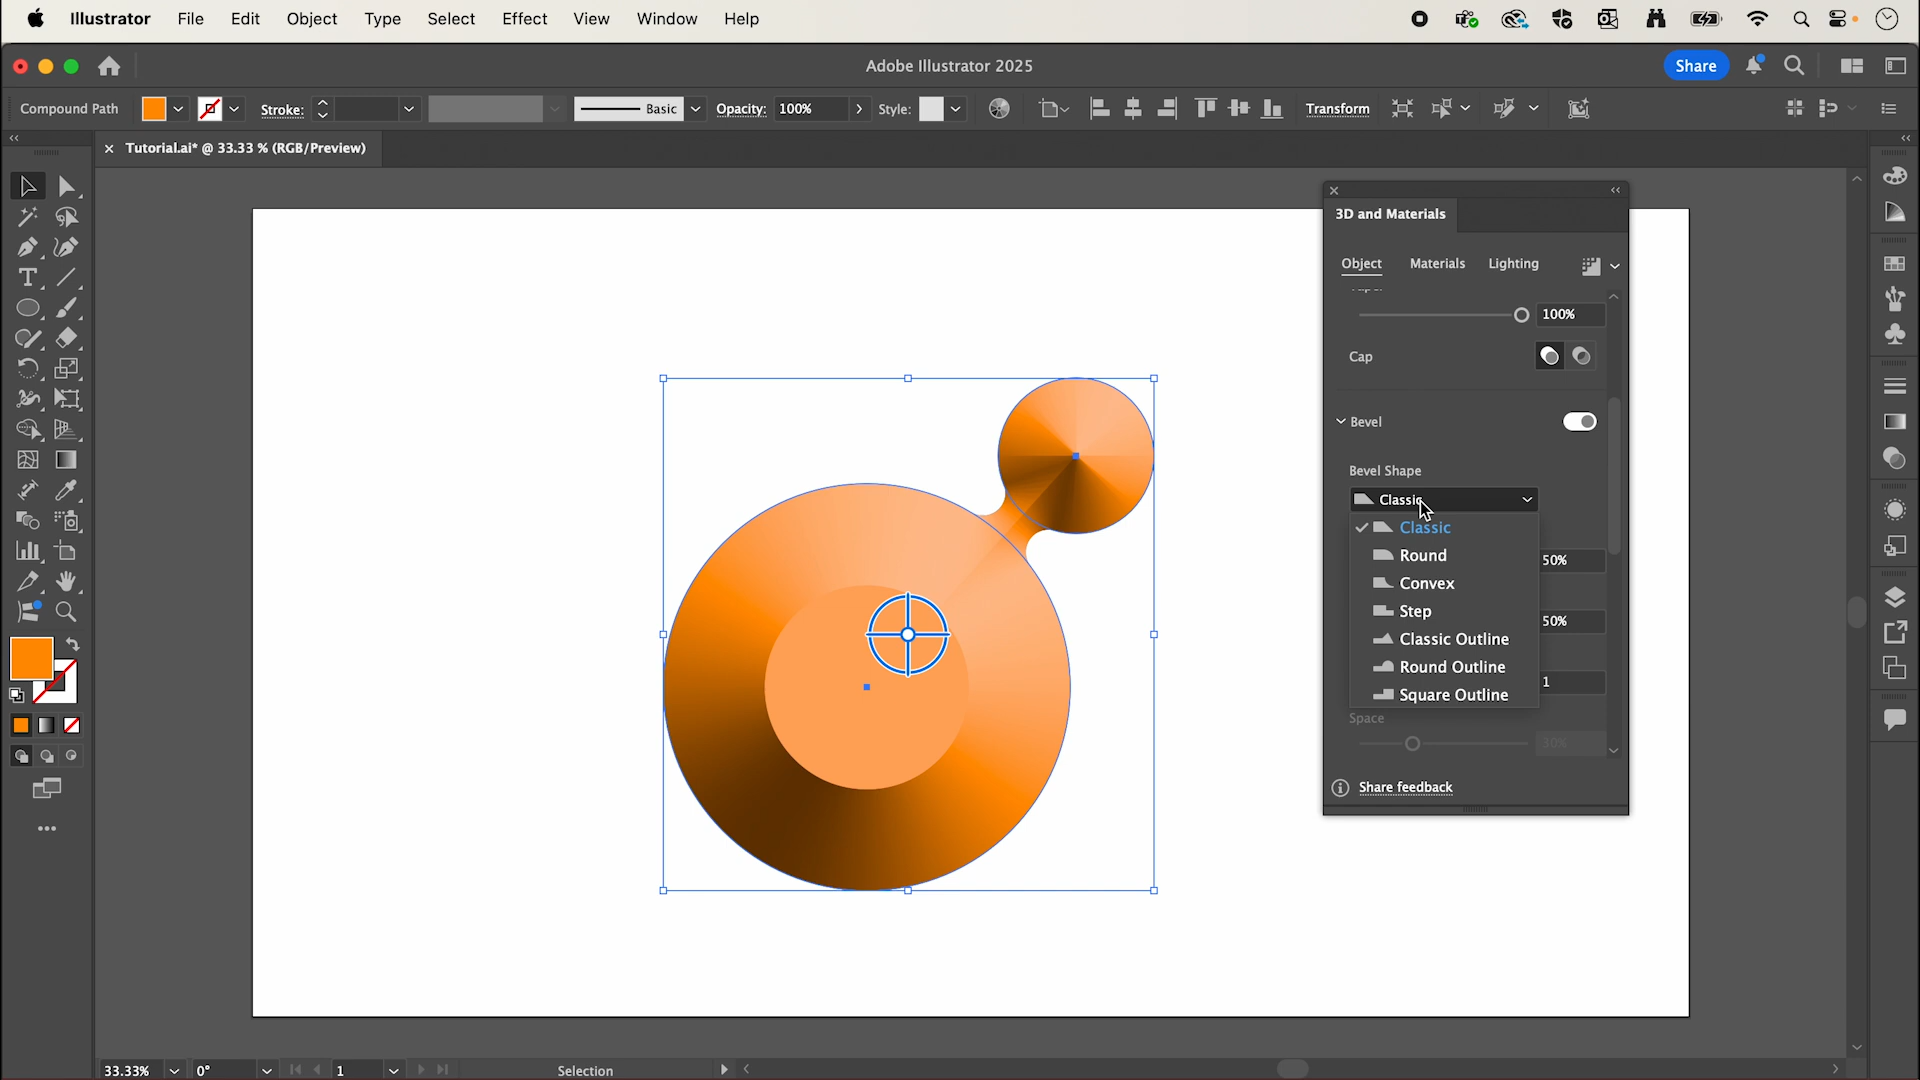 Illustrator File Edit Object Type Select Effect View Window Help
Adobe Illustrator 2025
Share
Compound Path
Stroke:
Basic
Opacity: 100%
Style:
Transform
Tutorial.ai* @ 33.33 % (RGB/Preview)
3D and Materials
Object Materials Lighting
100%
Cap
Bevel
Bevel Shape
Classic
Classic
Round
Convex
50%
Step
50%
Classic Outline
Round Outline
1
Square Outline
Space
30%
Share feedback
33.33% 0° 1 Selection